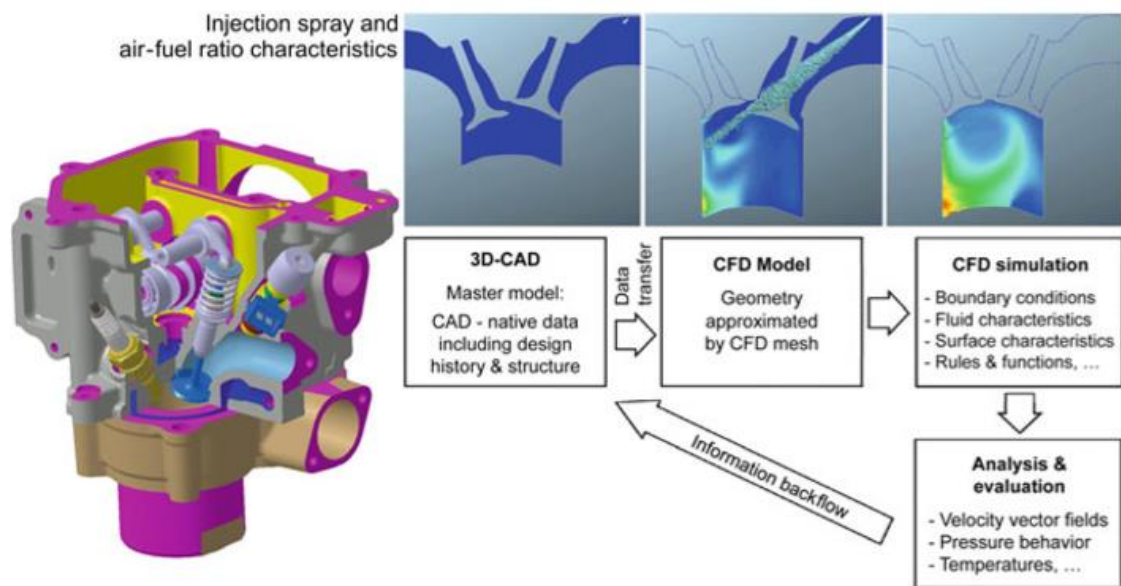 Injection spray and
air-fuel ratio characteristics
3D-CAD
Master model:
CAD - native data
including design
history & structure
Data
transfer
CFD Model
Geometry
approximated
by CFD mesh
CFD simulation
- Boundary conditions
- Fluid characteristics
- Surface characteristics
- Rules & functions, ...
Information backflow
Analysis &
evaluation
- Velocity vector fields
- Pressure behavior
- Temperatures, ...